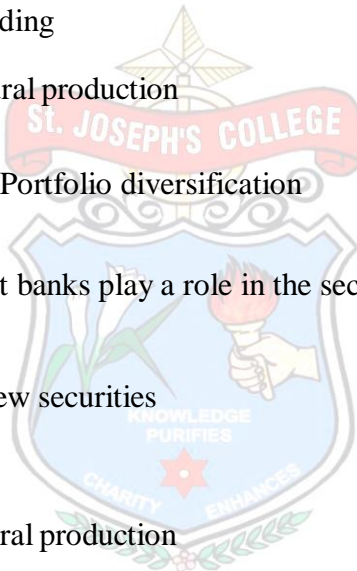 ding
ral production
ST. JOSEPH'S COLLEGE
Portfolio diversification
t banks play a role in the sec
ew securities
KNOWLEDGE
PURIFIES
CHARITY
ENHANCES
ral production